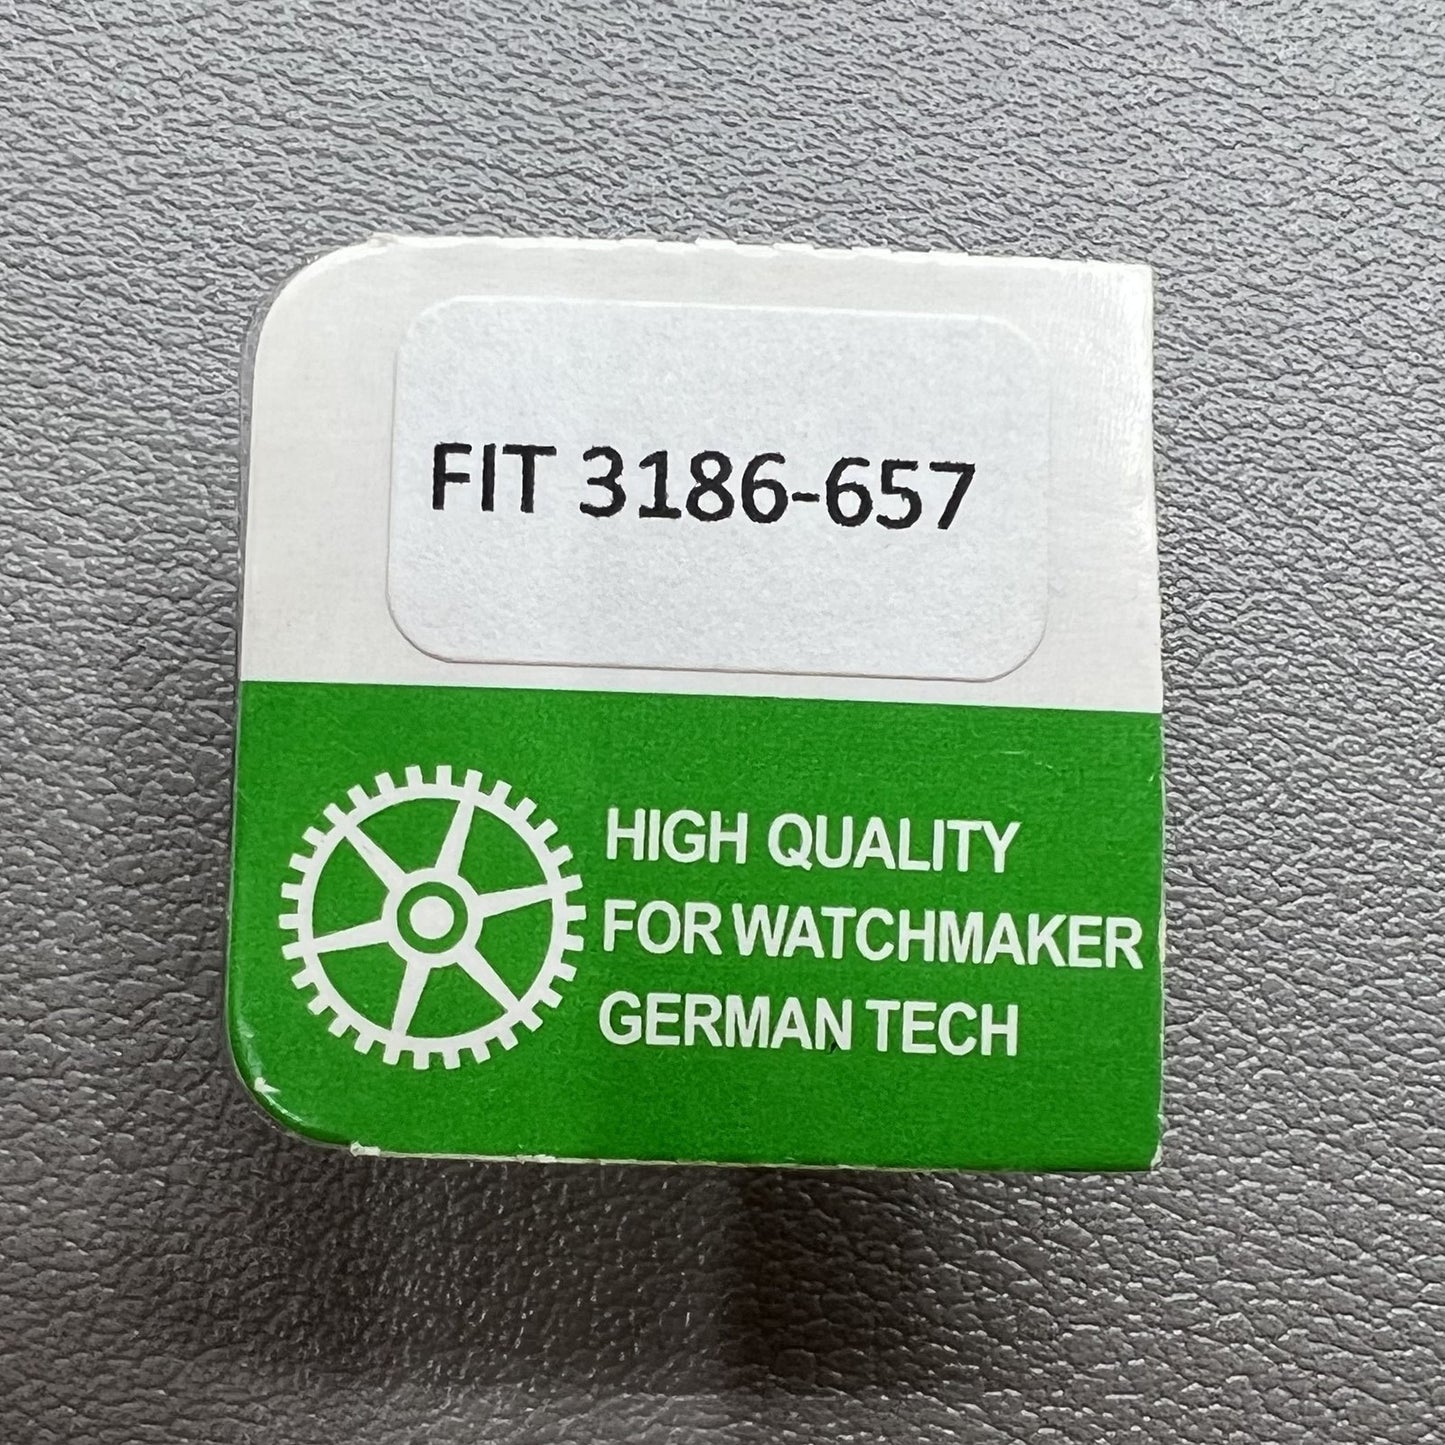 FIT 3186-657
HIGH QUALITY
FOR WATCHMAKER
GERMAN TECH